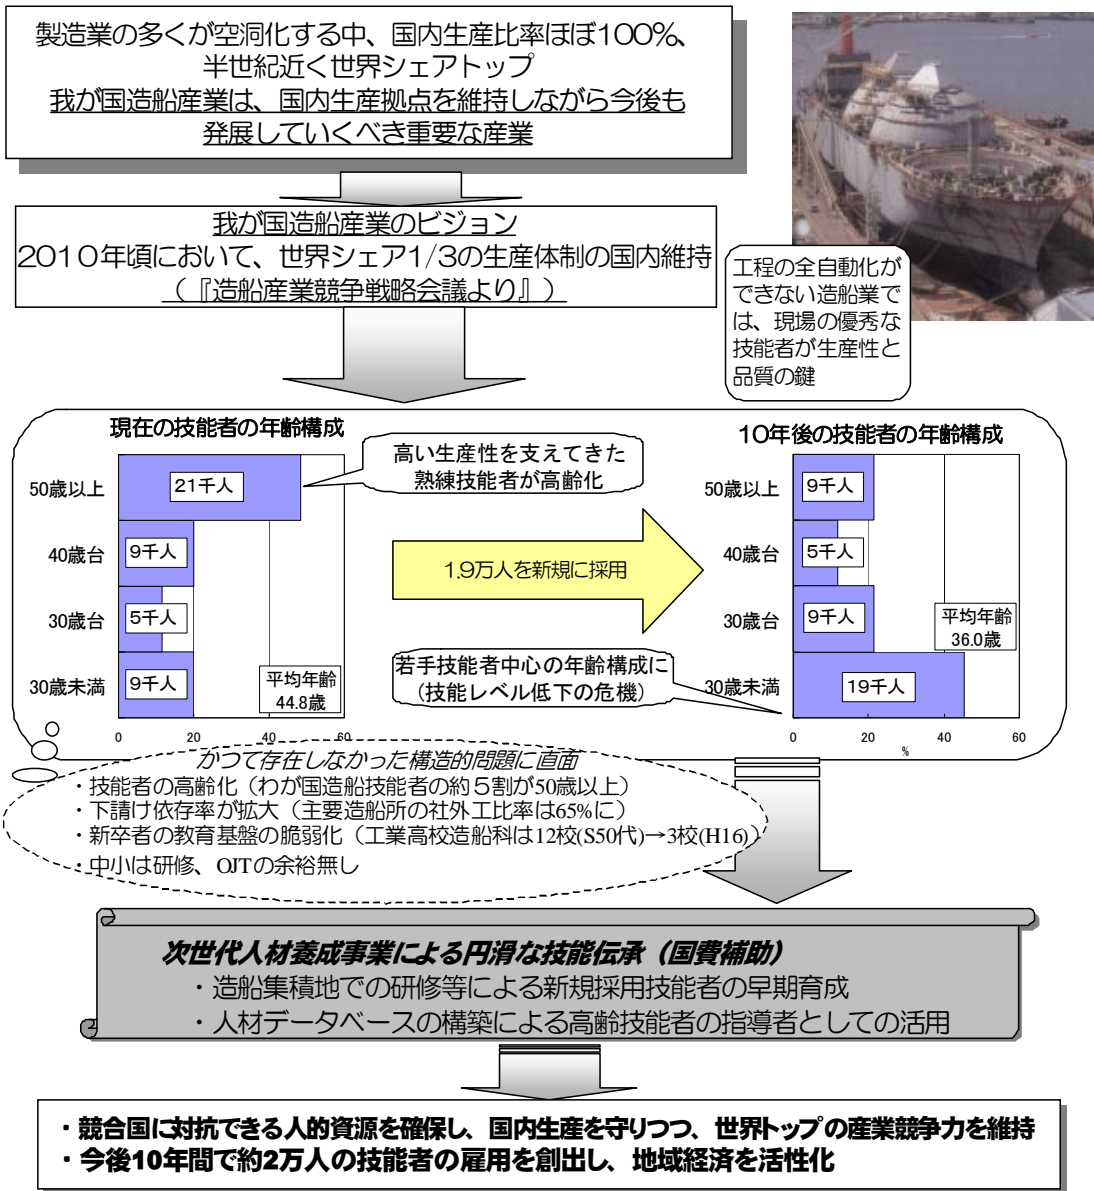 製造業の多くが空洞化する中、国内生産比率ほぼ100%、
半世紀近く世界シェアトップ
我が国造船産業は、国内生産拠点を維持しながら今後も
発展していくべき重要な産業
我が国造船産業のビジョン
2010年頃において、世界シェア1/3の生産体制の国内維持
(『造船産業競争戦略会議より』)
工程の全自動化が
できない造船業で
は、現場の優秀な
技能者が生産性と
品質の鍵
現在の技能者の年齢構成
50歳以上
21千人
40歳台
9千人
30歳台
5千人
30歳未満
9千人
平均年齢
44.8歳
0 20 40 60
高い生産性を支えてきた
熟練技能者が高齢化
1.9万人を新規に採用
若手技能者中心の年齢構成に
(技能レベル低下の危機)
10年後の技能者の年齢構成
50歳以上
9千人
40歳台
5千人
30歳台
9千人
平均年齢
36.0歳
30歳未満
19千人
0 20 40 60
%
かつて存在しなかった構造的問題に直面
・技能者の高齢化(わが国造船技能者の約5割が50歳以上)
・下請け依存率が拡大(主要造船所の社外工比率は65%に)
・新卒者の教育基盤の脆弱化(工業高校造船科は12校(S50代)→3校(H16))
・中小は研修、OJTの余裕無し
次世代人材養成事業による円滑な技能伝承(国費補助)
・造船集積地での研修等による新規採用技能者の早期育成
・人材データベースの構築による高齢技能者の指導者としての活用
・競合国に対抗できる人的資源を確保し、国内生産を守りつつ、世界トップの産業競争力を維持
・今後10年間で約2万人の技能者の雇用を創出し、地域経済を活性化